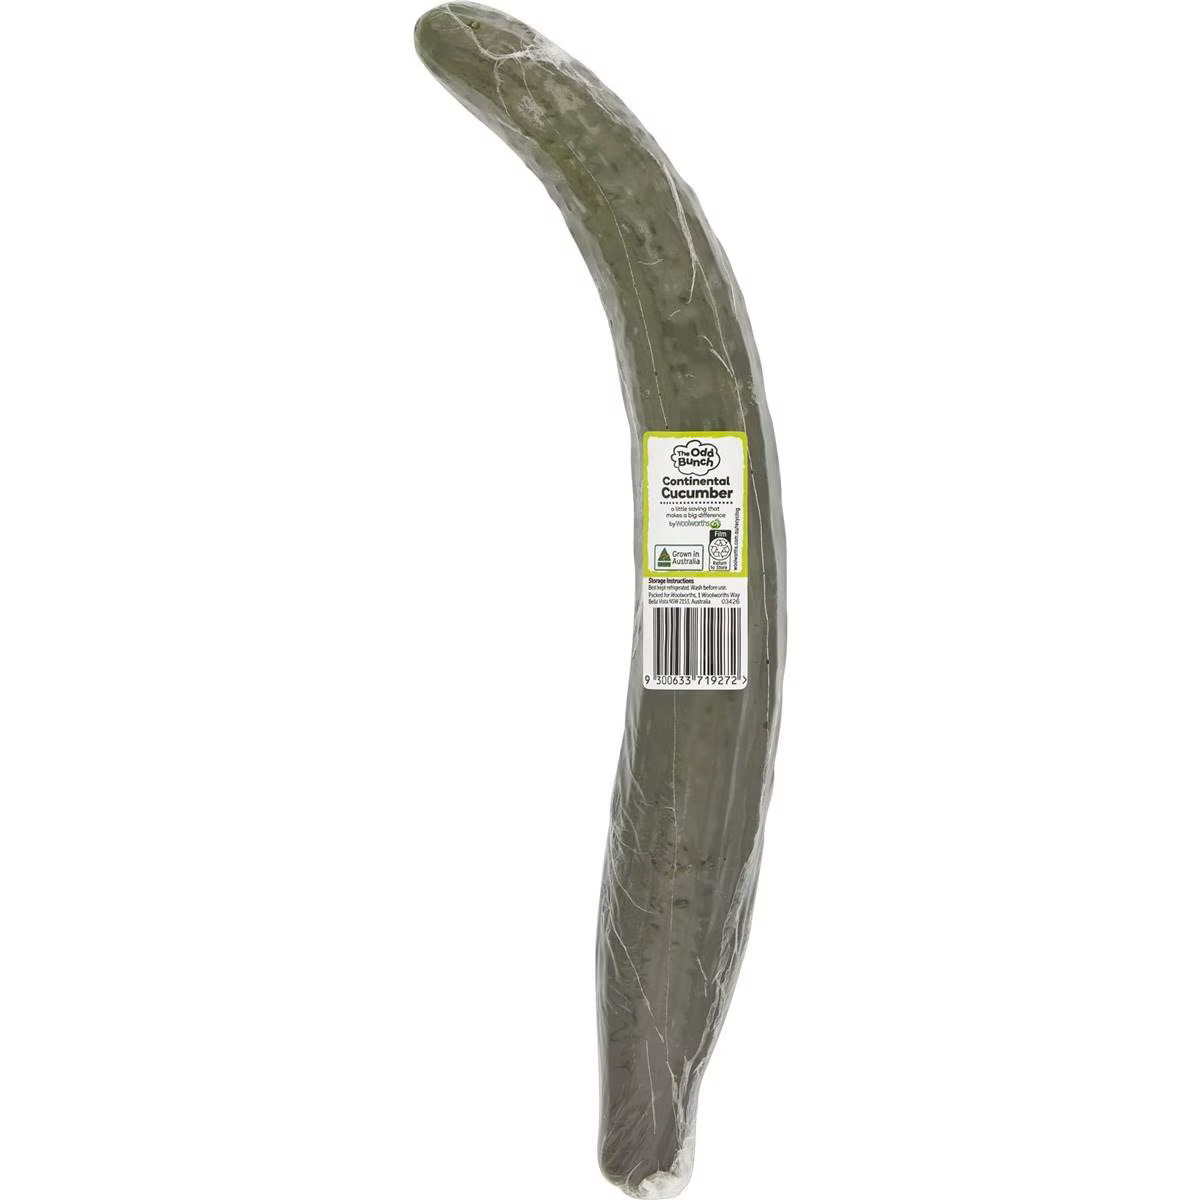 The Odd
Bunch
Continental
Cucumber
a little saving that
makes a big difference
by Woolworths
Film
Return
to Store
woolworths.com.au/recycling
Grown in
Australia
Storage Instructions
Best kept refrigerated. Wash before use.
Packed for Woolworths, 1 Woolworths Way
Bella Vista NSW 2153, Australia 03426
9 300633 719272 >